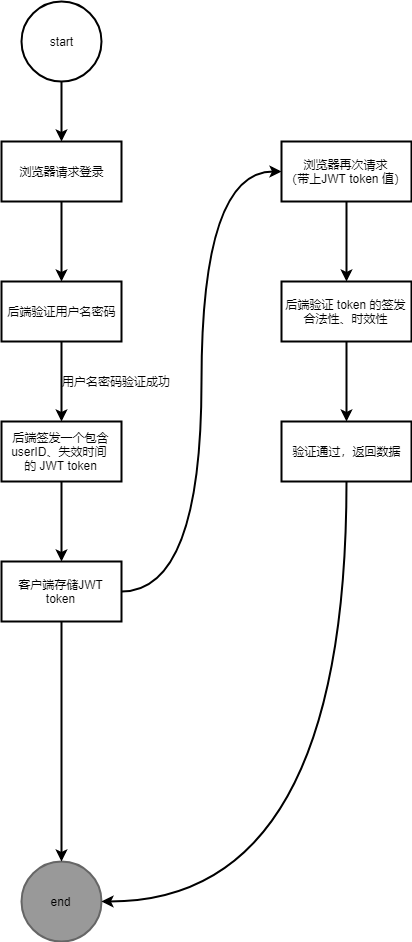 start
浏览器请求登录
后端验证用户名密码
用户名密码验证成功
后端签发一个包含
userID、失效时间
的 JWT token
客户端存储JWT
token
浏览器再次请求
（带上JWT token 值）
后端验证 token 的签发
合法性、时效性
验证通过，返回数据
end